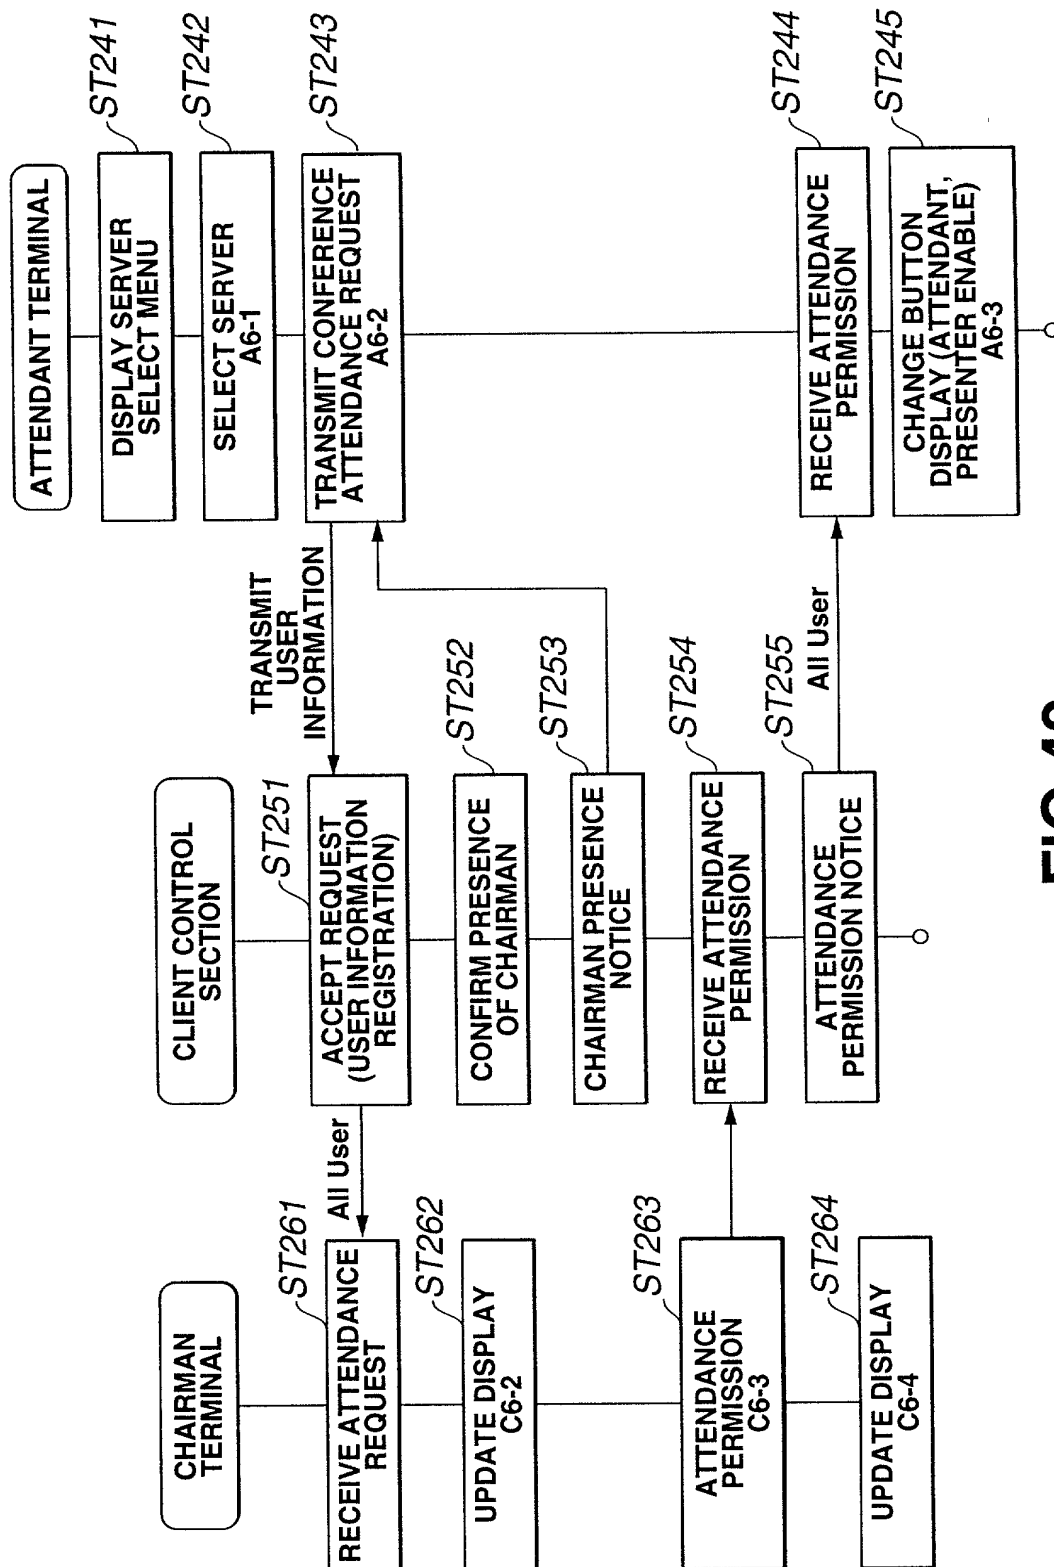 CHAIRMAN
TERMINAL
ST261
RECEIVE ATTENDANCE
REQUEST
ST262
UPDATE DISPLAY
C6-2
ST263
ATTENDANCE
PERMISSION
C6-3
ST264
UPDATE DISPLAY
C6-4
All User
CLIENT CONTROL
SECTION
ST251
ACCEPT REQUEST
(USER INFORMATION
REGISTRATION)
ST252
CONFIRM PRESENCE
OF CHAIRMAN
ST253
CHAIRMAN PRESENCE
NOTICE
ST254
RECEIVE ATTENDANCE
PERMISSION
ST255
ATTENDANCE
PERMISSION NOTICE
TRANSMIT
USER
INFORMATION
All User
ATTENDANT TERMINAL
ST241
DISPLAY SERVER
SELECT MENU
ST242
SELECT SERVER
A6-1
ST243
TRANSMIT CONFERENCE
ATTENDANCE REQUEST
A6-2
ST244
RECEIVE ATTENDANCE
PERMISSION
ST245
CHANGE BUTTON
DISPLAY (ATTENDANT,
PRESENTER ENABLE)
A6-3